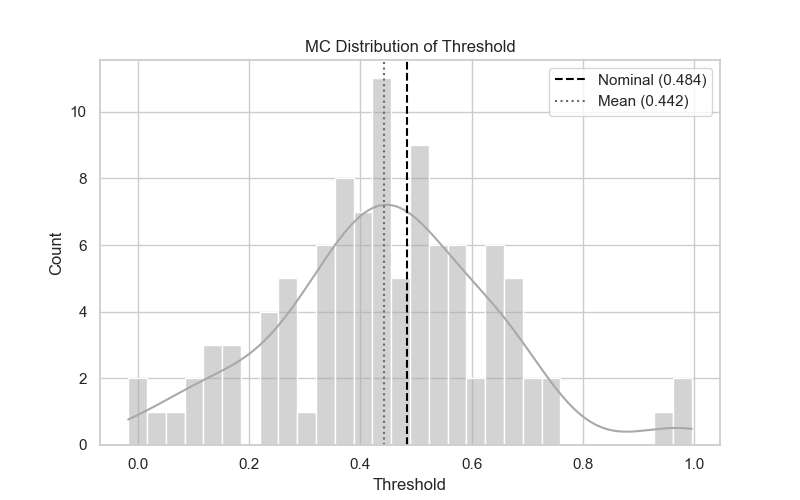 MC Distribution of Threshold
Nominal (0.484)
Mean (0.442)
Count
10
8
6
4
2
0
0.0 0.2 0.4 0.6 0.8 1.0
Threshold